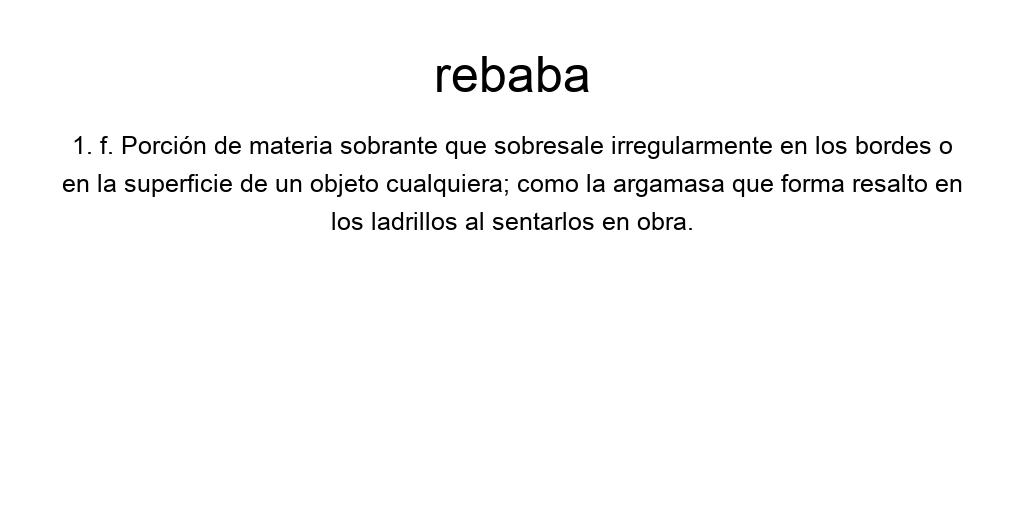 rebaba
1. f. Porción de materia sobrante que sobresale irregularmente en los bordes o
en la superficie de un objeto cualquiera; como la argamasa que forma resalto en
los ladrillos al sentarlos en obra.